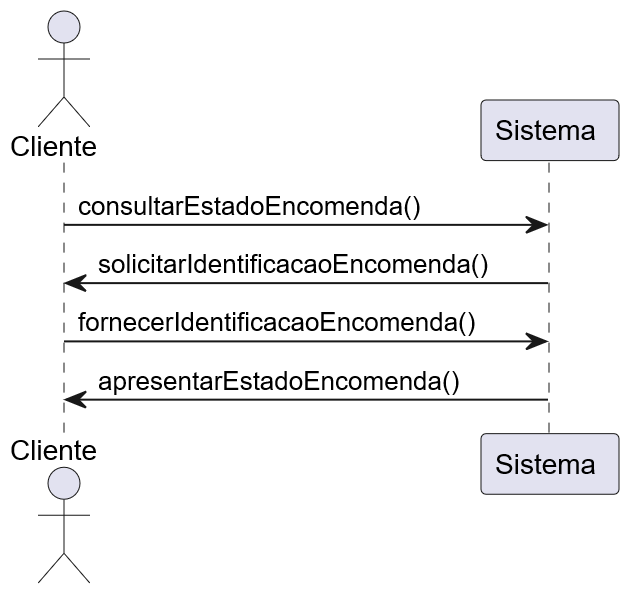 Cliente
Sistema
consultarEstadoEncomenda()
solicitarIdentificacaoEncomenda()
fornecerIdentificacaoEncomenda()
apresentarEstadoEncomenda()
Cliente
Sistema